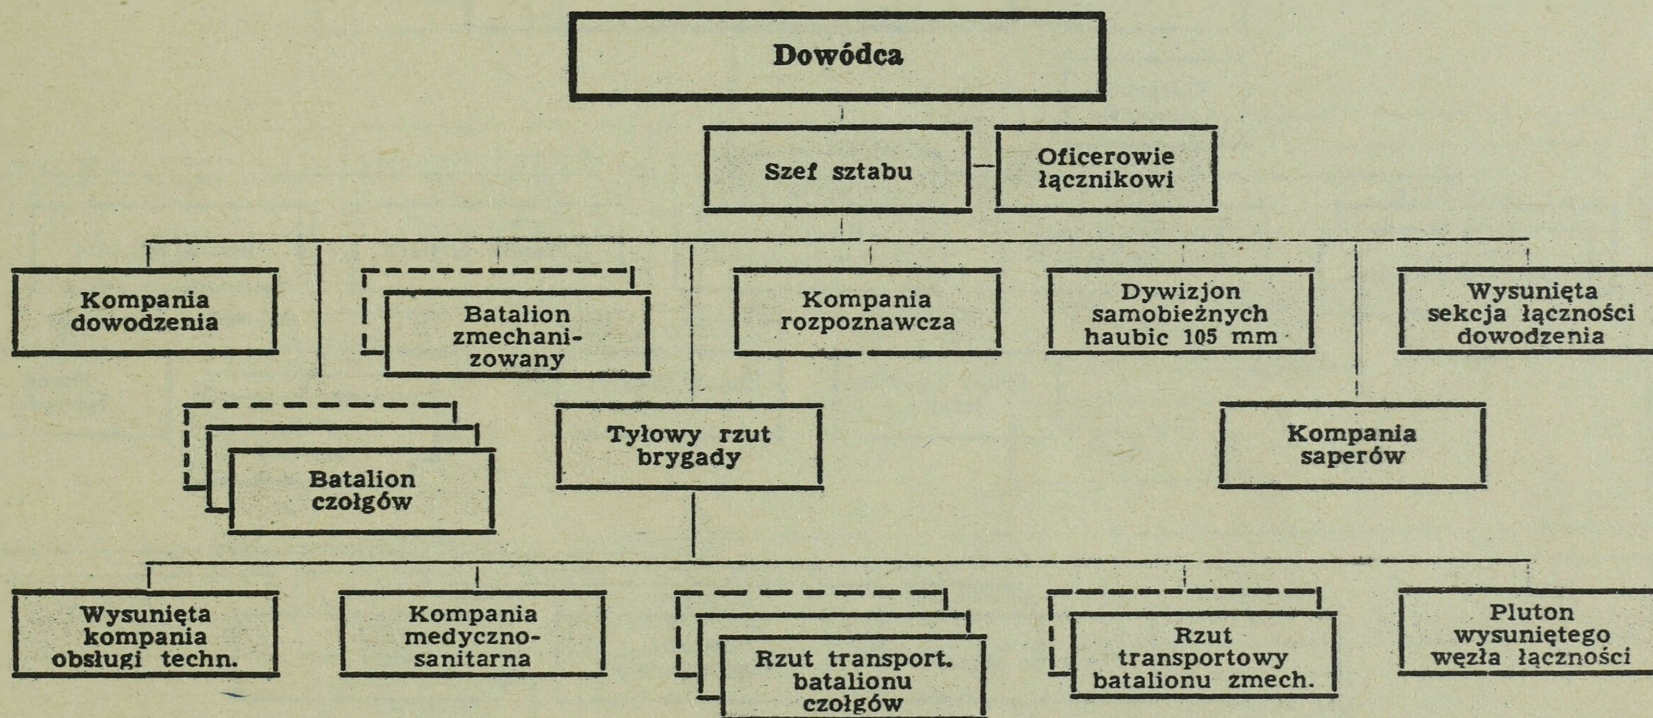 Dowódca
Szef sztabu
Oficerowie
łącznikowi
Kompania
dowodzenia
Batalion
zmechani-
zowany
Kompania
rozpoznawcza
Dywizjon
samobieżnych
haubic 105 mm
Wysunięta
sekcja łączności
dowodzenia
Batalion
czołgów
Tyłowy rzut
brygady
Kompania
saperów
Wysunięta
kompania
obsługi techn.
Kompania
medyczno-
sanitarna
Rzut transport.
batalionu
czołgów
Rzut
transportowy
batalionu zmech.
Pluton
wysuniętego
węzła łączności